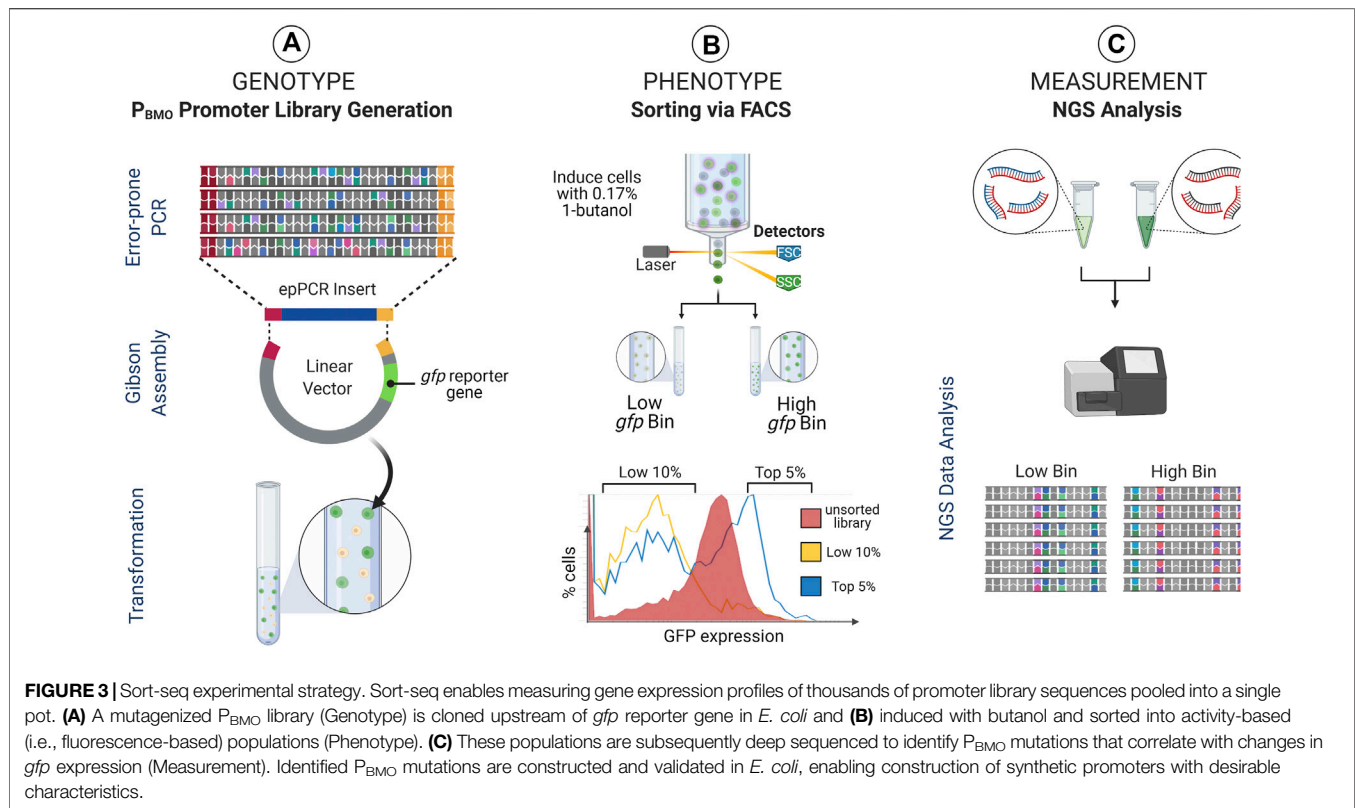 A
GENOTYPE
PBMO Promoter Library Generation
Error-prone
PCR
epPCR Insert
Gibson
Assembly
Linear
Vector
gfp reporter
gene
Transformation
B
PHENOTYPE
Sorting via FACS
Induce cells
with 0.17%
1-butanol
Detectors
Laser
FSC
SSC
Low
gfp Bin
High
gfp Bin
Low 10%
Top 5%
unsorted
library
Low 10%
Top 5%
% cells
GFP expression
C
MEASUREMENT
NGS Analysis
NGS Data Analysis
Low Bin
High Bin
FIGURE 3 | Sort-seq experimental strategy. Sort-seq enables measuring gene expression profiles of thousands of promoter library sequences pooled into a single
pot. (A) A mutagenized PBMO library (Genotype) is cloned upstream of gfp reporter gene in E. coli and (B) induced with butanol and sorted into activity-based
(i.e., fluorescence-based) populations (Phenotype). (C) These populations are subsequently deep sequenced to identify PBMO mutations that correlate with changes in
gfp expression (Measurement). Identified PBMO mutations are constructed and validated in E. coli, enabling construction of synthetic promoters with desirable
characteristics.